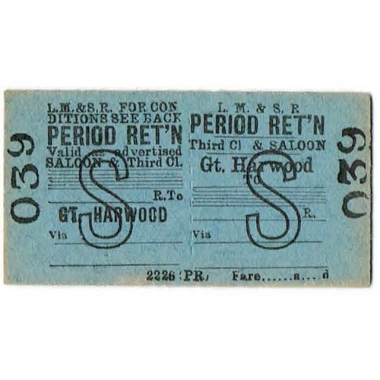 L.M.&S.R. FOR CON
DITIONS SEE BACK
PERIOD RET'N
Valid as advertised
SALOON & Third Cl.
S
R.To
GT. HARWOOD
Via
L. M. & S. R
PERIOD RET'N
Third Cl & SALOON
Gt. Harwood
To
S
R.
Via
2226 (PR) Fare......s....d
039
039